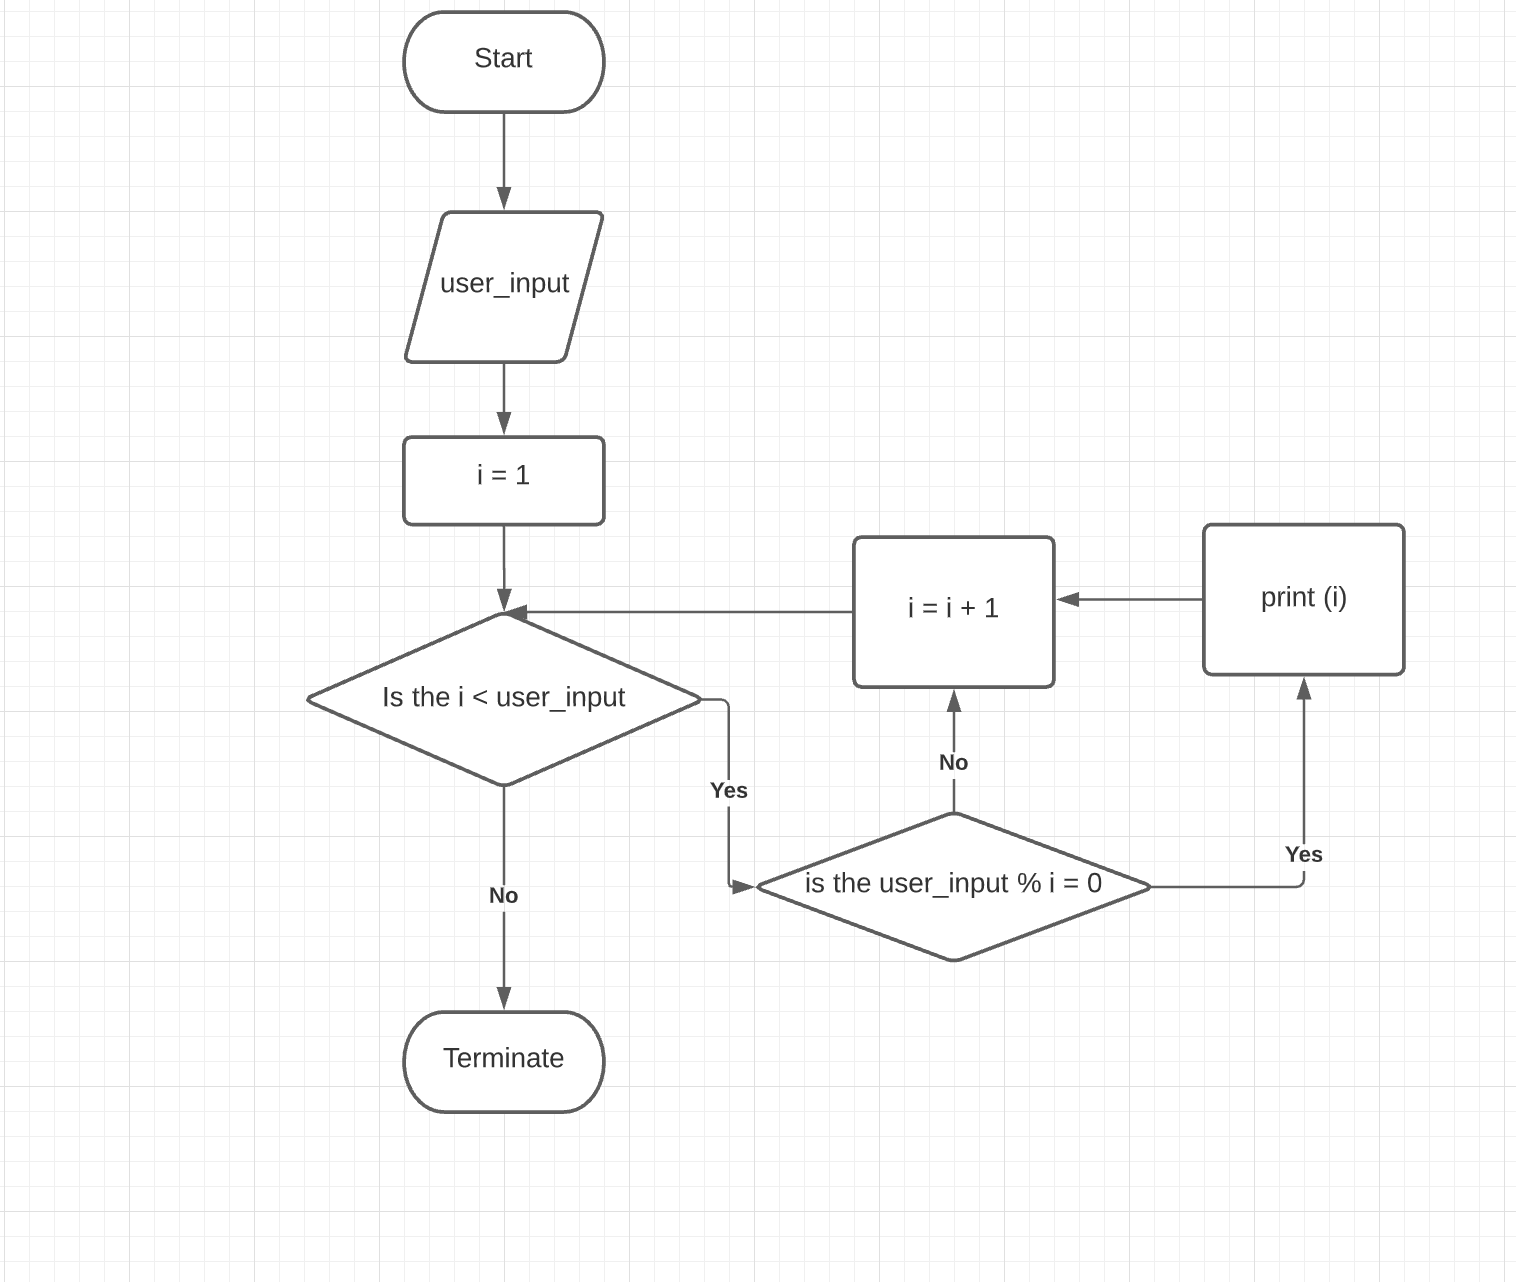 Start
user_input
i = 1
Is the i < user_input
Yes
No
is the user_input % i = 0
No
Yes
i = i + 1
print (i)
Terminate